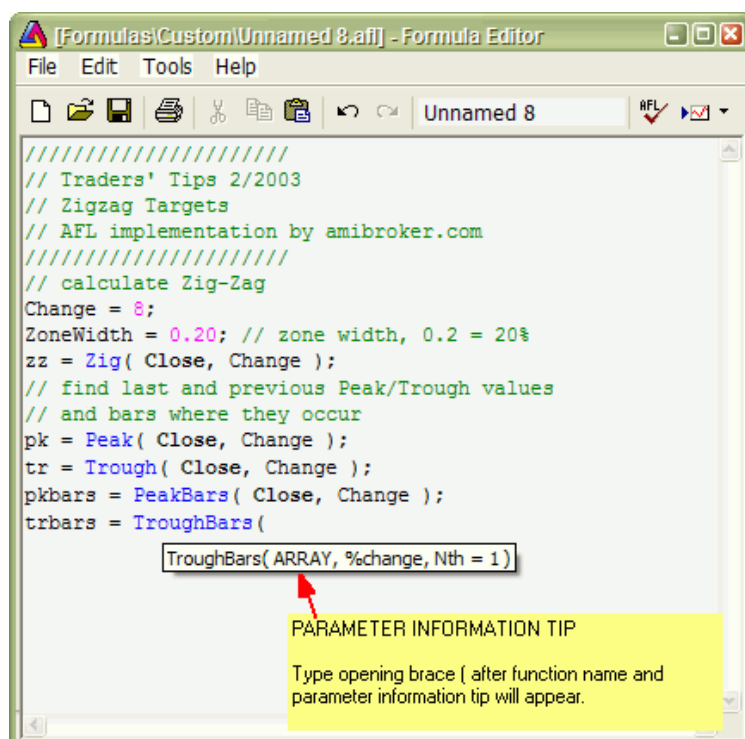 [Formulas\Custom\Unnamed 8.afl] - Formula Editor
File Edit Tools Help
Unnamed 8
AFL
//////////////////////
// Traders' Tips 2/2003
// Zigzag Targets
// AFL implementation by amibroker.com
//////////////////////
// calculate Zig-Zag
Change = 8;
ZoneWidth = 0.20; // zone width, 0.2 = 20%
zz = Zig( Close, Change );
// find last and previous Peak/Trough values
// and bars where they occur
pk = Peak( Close, Change );
tr = Trough( Close, Change );
pkbars = PeakBars( Close, Change );
trbars = TroughBars(
TroughBars( ARRAY, %change, Nth = 1 )
PARAMETER INFORMATION TIP
Type opening brace ( after function name and
parameter information tip will appear.